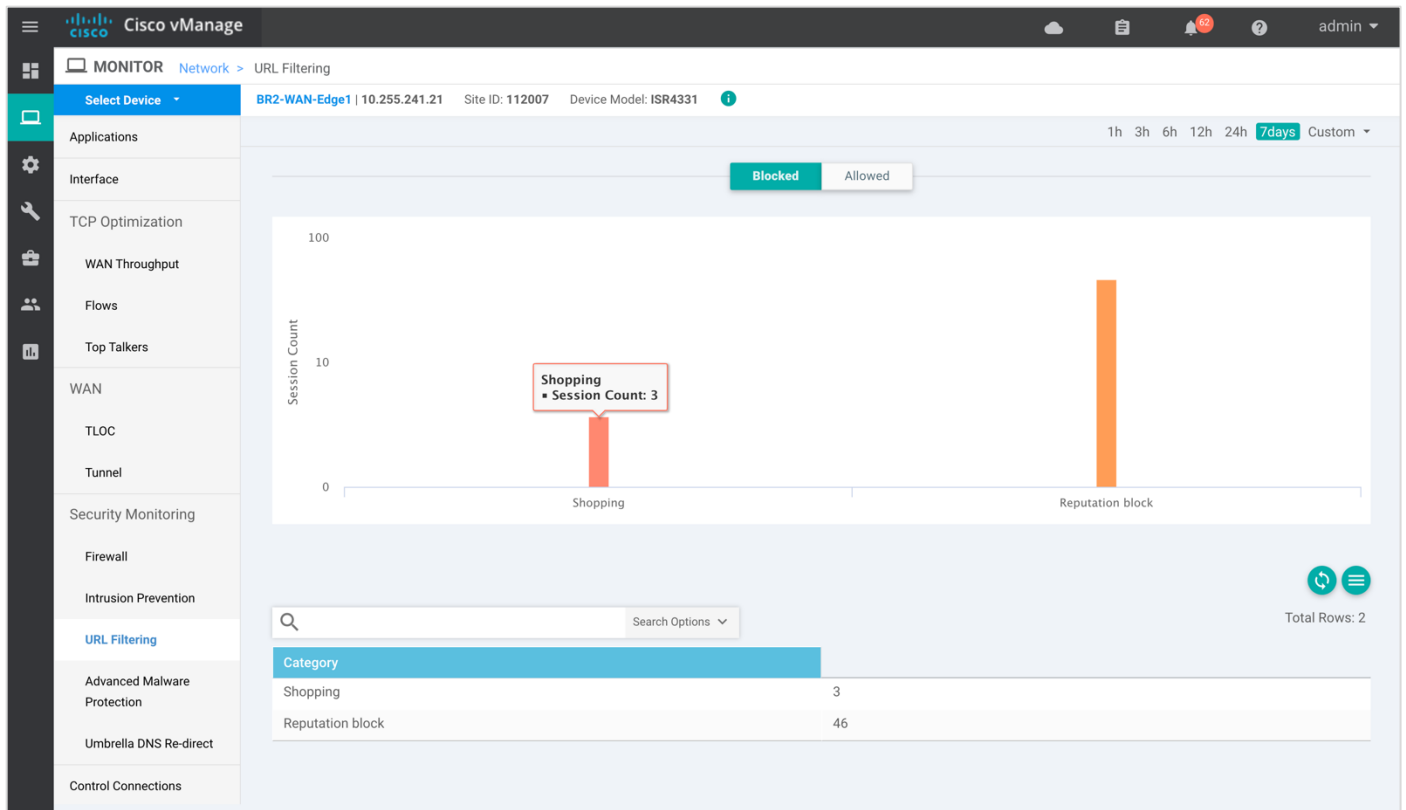 cisco Cisco vManage
62
admin
MONITOR Network > URL Filtering
Select Device
BR2-WAN-Edge1 | 10.255.241.21 Site ID: 112007 Device Model: ISR4331
Applications
1h 3h 6h 12h 24h 7days Custom
Interface
Blocked Allowed
TCP Optimization
WAN Throughput
Flows
Top Talkers
WAN
TLOC
Tunnel
Security Monitoring
Firewall
Intrusion Prevention
URL Filtering
Advanced Malware
Protection
Umbrella DNS Re-direct
Control Connections
100
10
0
Session Count
Shopping
▪ Session Count: 3
Shopping Reputation block
Search Options
Total Rows: 2
Category
Shopping 3
Reputation block 46